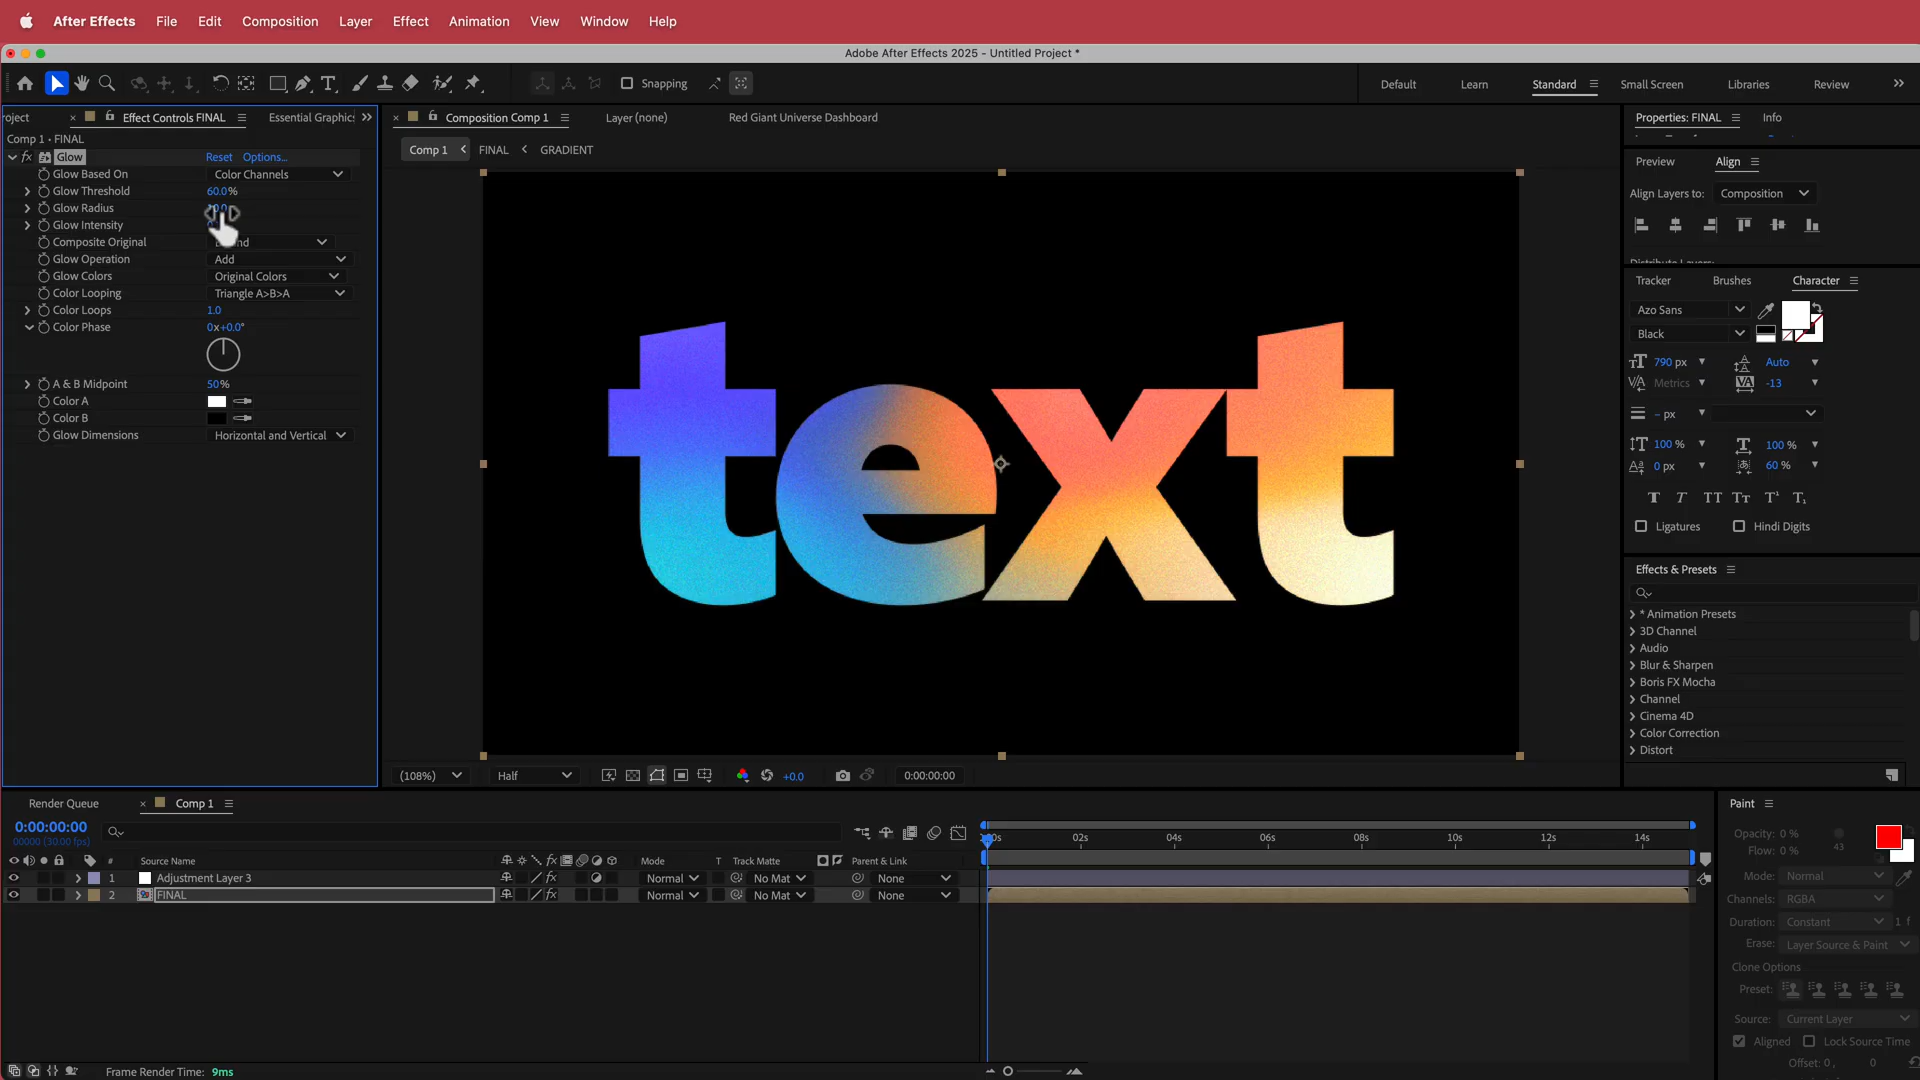 After Effects File Edit Composition Layer Effect Animation View Window Help
Adobe After Effects 2025 - Untitled Project *
Snapping
Default Learn Standard Small Screen Libraries Review
roject Effect Controls FINAL Essential Graphics
Comp 1 • FINAL
fx Glow Reset Options...
Glow Based On Color Channels
Glow Threshold 60.0%
Glow Radius
Glow Intensity
Composite Original
Glow Operation Add
Glow Colors Original Colors
Color Looping Triangle A>B>A
Color Loops 1.0
Color Phase 0x+0.0°
A & B Midpoint 50%
Color A
Color B
Glow Dimensions Horizontal and Vertical
Composition Comp 1 Layer (none) Red Giant Universe Dashboard
Comp 1 FINAL GRADIENT
text
(108%) Half +0.0 0:00:00:00
Properties: FINAL Info
Preview Align
Align Layers to: Composition
Tracker Brushes Character
Azo Sans
Black
790 px Auto
Metrics -13
– px
100 % 100 %
0 px 60 %
Ligatures Hindi Digits
Effects & Presets
* Animation Presets
3D Channel
Audio
Blur & Sharpen
Boris FX Mocha
Channel
Cinema 4D
Color Correction
Distort
Render Queue Comp 1
0:00:00:00
00000 (30.00 fps)
# Source Name fx Mode T Track Matte Parent & Link
1 Adjustment Layer 3 fx Normal No Mat None
2 FINAL fx Normal No Mat None
02s 04s 06s 08s 10s 12s 14s
Frame Render Time: 9ms
Paint
Opacity: 0 %
Flow: 0 % 43
Mode: Normal
Channels: RGBA
Duration: Constant 1 f
Erase: Layer Source & Paint
Clone Options
Preset:
Source: Current Layer
Aligned Lock Source Time
Offset: 0 , 0